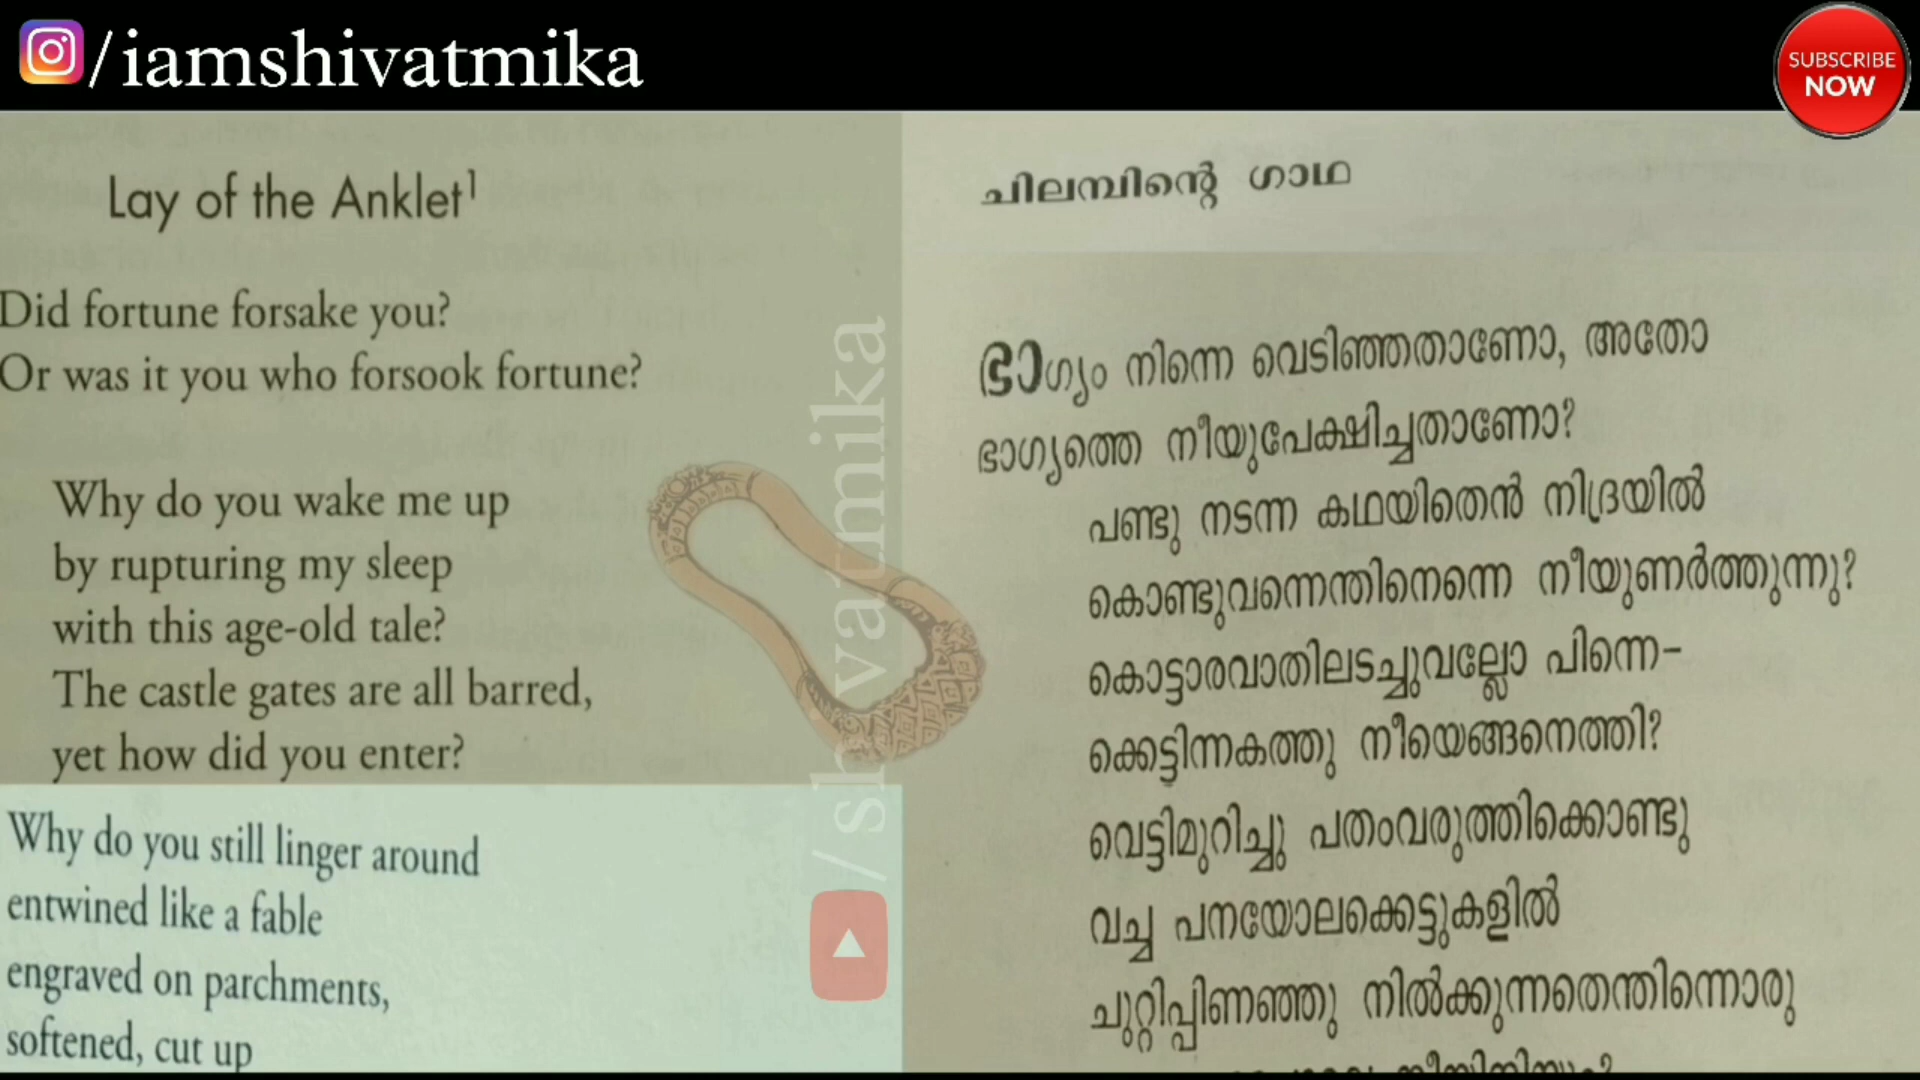 /iamshivatmika
SUBSCRIBE
NOW
Lay of the Anklet¹
Did fortune forsake you?
Or was it you who forsook fortune?
Why do you wake me up
by rupturing my sleep
with this age-old tale?
The castle gates are all barred,
yet how did you enter?
Why do you still linger around
entwined like a fable
engraved on parchments,
softened, cut up
/shivatmika
ചിലമ്പിന്റെ ഗാഥ
ഭാഗ്യം നിന്നെ വെടിഞ്ഞതാണോ, അതോ
ഭാഗ്യത്തെ നീയുപേക്ഷിച്ചതാണോ?
പണ്ടു നടന്ന കഥയിതെൻ നിദ്രയിൽ
കൊണ്ടുവന്നെന്തിനെന്നെ നീയുണർത്തുന്നു?
കൊട്ടാരവാതിലടച്ചുവല്ലോ പിന്നെ-
ക്കെട്ടിന്നകത്തു നീയെങ്ങനെത്തി?
വെട്ടിമുറിച്ചു പതംവരുത്തിക്കൊണ്ടു
വച്ച പനയോലക്കെട്ടുകളിൽ
ചുറ്റിപ്പിണഞ്ഞു നിൽക്കുന്നതെന്തിന്നൊരു